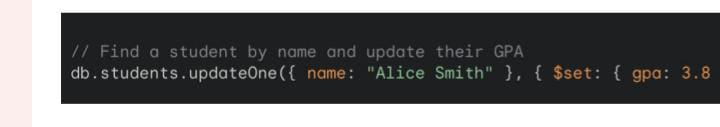 // Find a student by name and update their GPA
db.students.updateOne({ name: "Alice Smith" }, { $set: { gpa: 3.8